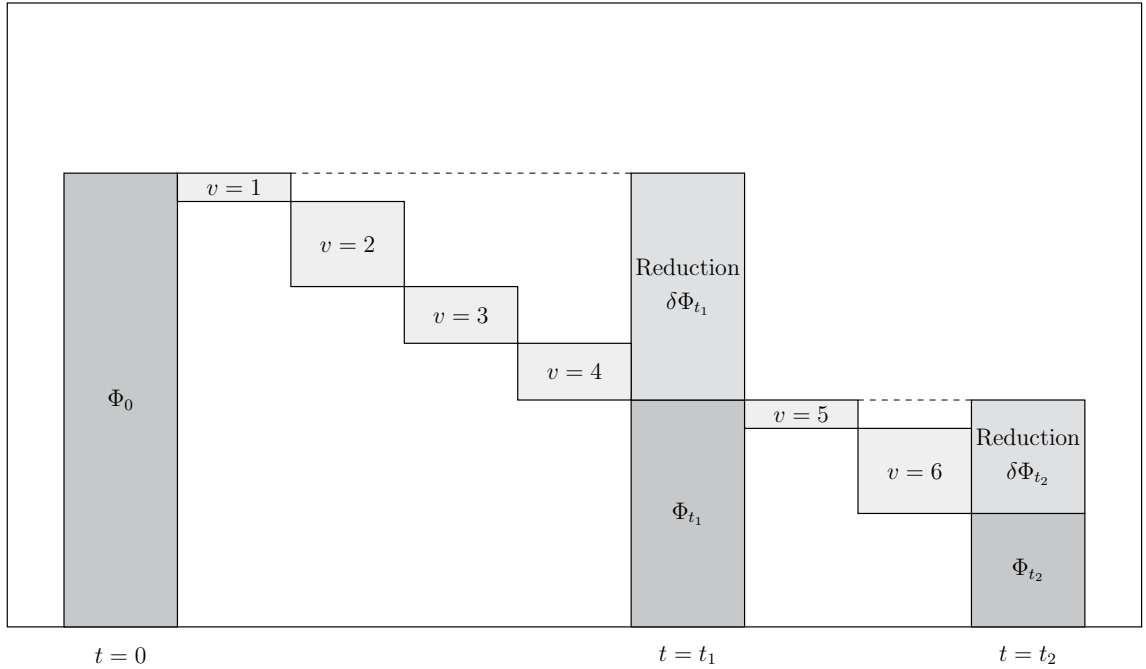 v = 1
v = 2
Reduction
δΦ_{t_1}
v = 3
v = 4
Φ_0
v = 5
Reduction
δΦ_{t_2}
v = 6
Φ_{t_1}
Φ_{t_2}
t = 0
t = t_1
t = t_2